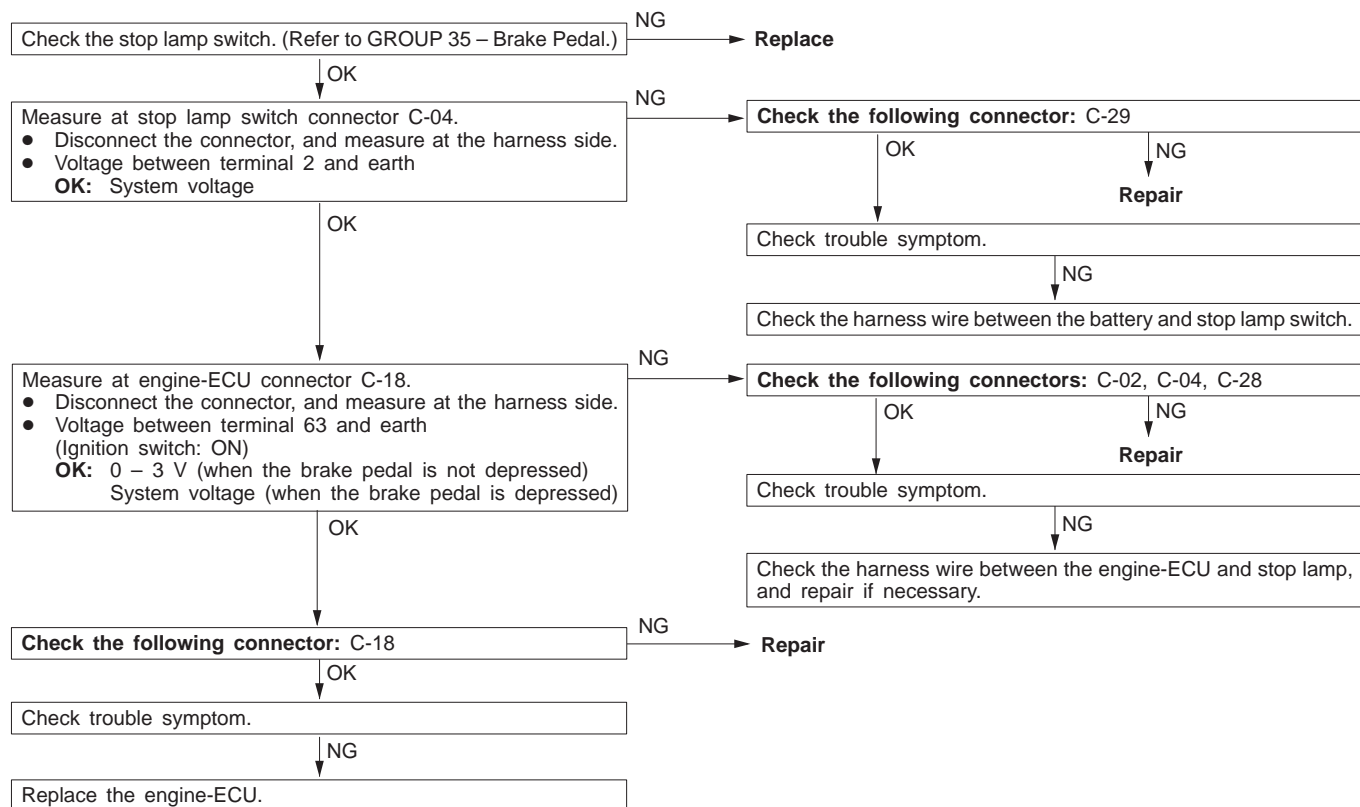 Check the stop lamp switch. (Refer to GROUP 35 – Brake Pedal.)
NG
Replace
OK
Measure at stop lamp switch connector C-04.
● Disconnect the connector, and measure at the harness side.
● Voltage between terminal 2 and earth
OK: System voltage
NG
Check the following connector: C-29
OK
NG
Repair
Check trouble symptom.
NG
Check the harness wire between the battery and stop lamp switch.
OK
Measure at engine-ECU connector C-18.
● Disconnect the connector, and measure at the harness side.
● Voltage between terminal 63 and earth
(Ignition switch: ON)
OK: 0 – 3 V (when the brake pedal is not depressed)
System voltage (when the brake pedal is depressed)
NG
Check the following connectors: C-02, C-04, C-28
OK
NG
Repair
Check trouble symptom.
NG
Check the harness wire between the engine-ECU and stop lamp,
and repair if necessary.
OK
Check the following connector: C-18
NG
Repair
OK
Check trouble symptom.
NG
Replace the engine-ECU.